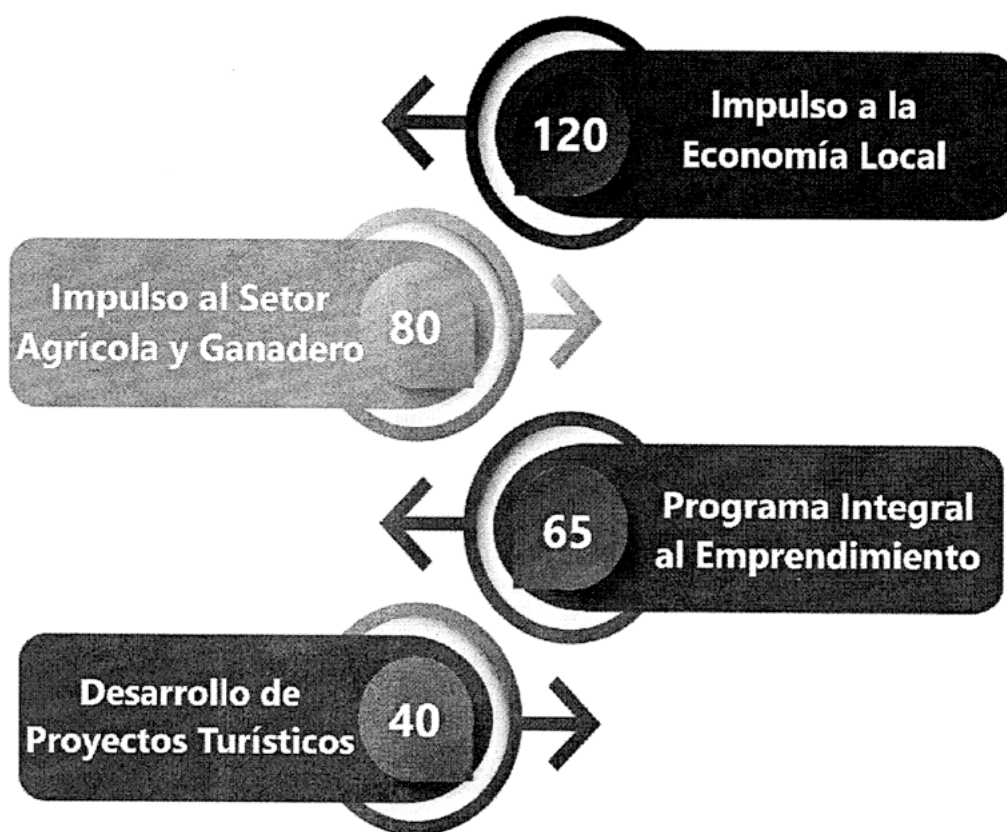 120
Impulso a la
Economía Local
Impulso al Setor
Agrícola y Ganadero
80
65
Programa Integral
al Emprendimiento
Desarrollo de
Proyectos Turísticos
40